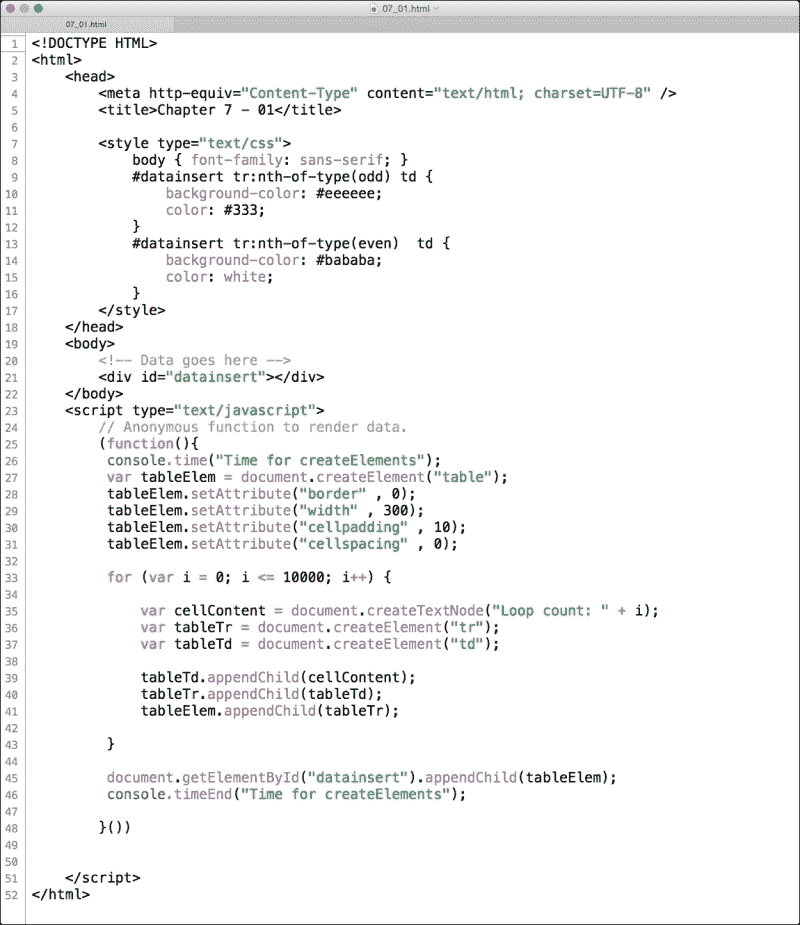 07_01.html
07_01.html
1 <!DOCTYPE HTML>
2 <html>
3     <head>
4         <meta http-equiv="Content-Type" content="text/html; charset=UTF-8" />
5         <title>Chapter 7 - 01</title>
6
7         <style type="text/css">
8             body { font-family: sans-serif; }
9             #datainsert tr:nth-of-type(odd) td {
10                 background-color: #eeeeee;
11                 color: #333;
12             }
13             #datainsert tr:nth-of-type(even)  td {
14                 background-color: #bababa;
15                 color: white;
16             }
17         </style>
18     </head>
19     <body>
20         <!-- Data goes here -->
21         <div id="datainsert"></div>
22     </body>
23     <script type="text/javascript">
24         // Anonymous function to render data.
25         (function(){
26          console.time("Time for createElements");
27          var tableElem = document.createElement("table");
28          tableElem.setAttribute("border" , 0);
29          tableElem.setAttribute("width" , 300);
30          tableElem.setAttribute("cellpadding" , 10);
31          tableElem.setAttribute("cellspacing" , 0);
32
33          for (var i = 0; i <= 10000; i++) {
34
35              var cellContent = document.createTextNode("Loop count: " + i);
36              var tableTr = document.createElement("tr");
37              var tableTd = document.createElement("td");
38
39              tableTd.appendChild(cellContent);
40              tableTr.appendChild(tableTd);
41              tableElem.appendChild(tableTr);
42
43          }
44
45          document.getElementById("datainsert").appendChild(tableElem);
46          console.timeEnd("Time for createElements");
47
48         }())
49
50
51     </script>
52 </html>